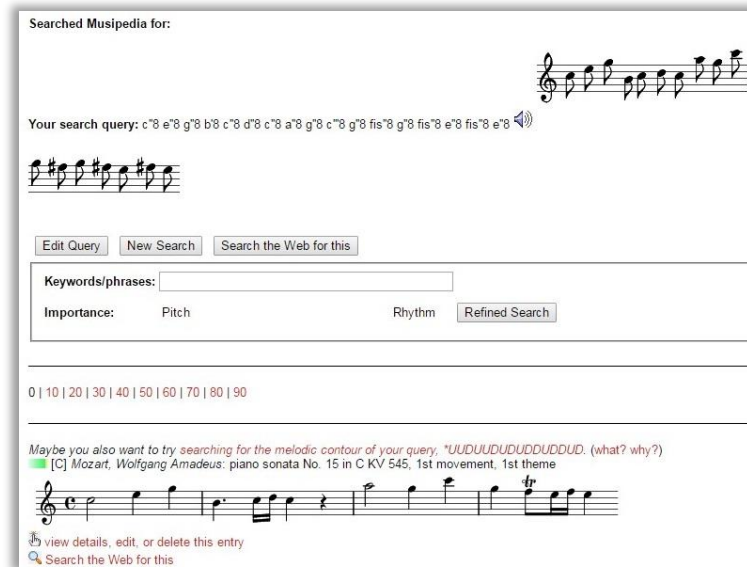 Searched Musipedia for:
Your search query: c"8 e"8 g"8 b'8 c"8 d"8 c"8 a"8 g"8 c'"8 g"8 fis"8 g"8 fis"8 e"8 fis"8 e"8
Edit Query New Search Search the Web for this
Keywords/phrases:
Importance: Pitch Rhythm Refined Search
0 | 10 | 20 | 30 | 40 | 50 | 60 | 70 | 80 | 90
Maybe you also want to try searching for the melodic contour of your query, *UUDUUDUDUDDUDDUD. (what? why?)
[C] Mozart, Wolfgang Amadeus: piano sonata No. 15 in C KV 545, 1st movement, 1st theme
tr
view details, edit, or delete this entry
Search the Web for this